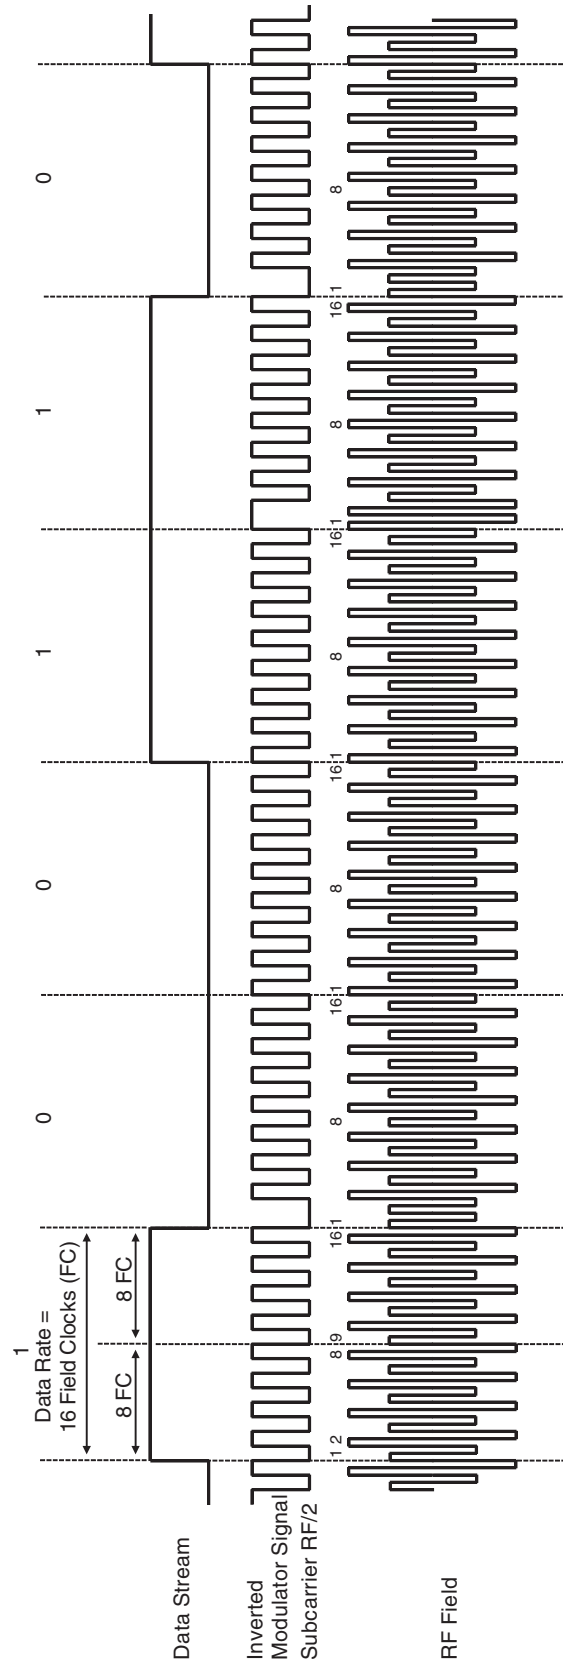 1
Data Rate =
16 Field Clocks (FC)
8 FC
8 FC
0
0
1
1
0
Data Stream
Inverted
Modulator Signal
Subcarrier RF/2
1 2
8 9
16 1
8
16 1
8
16 1
8
16 1
8
16 1
8
RF Field